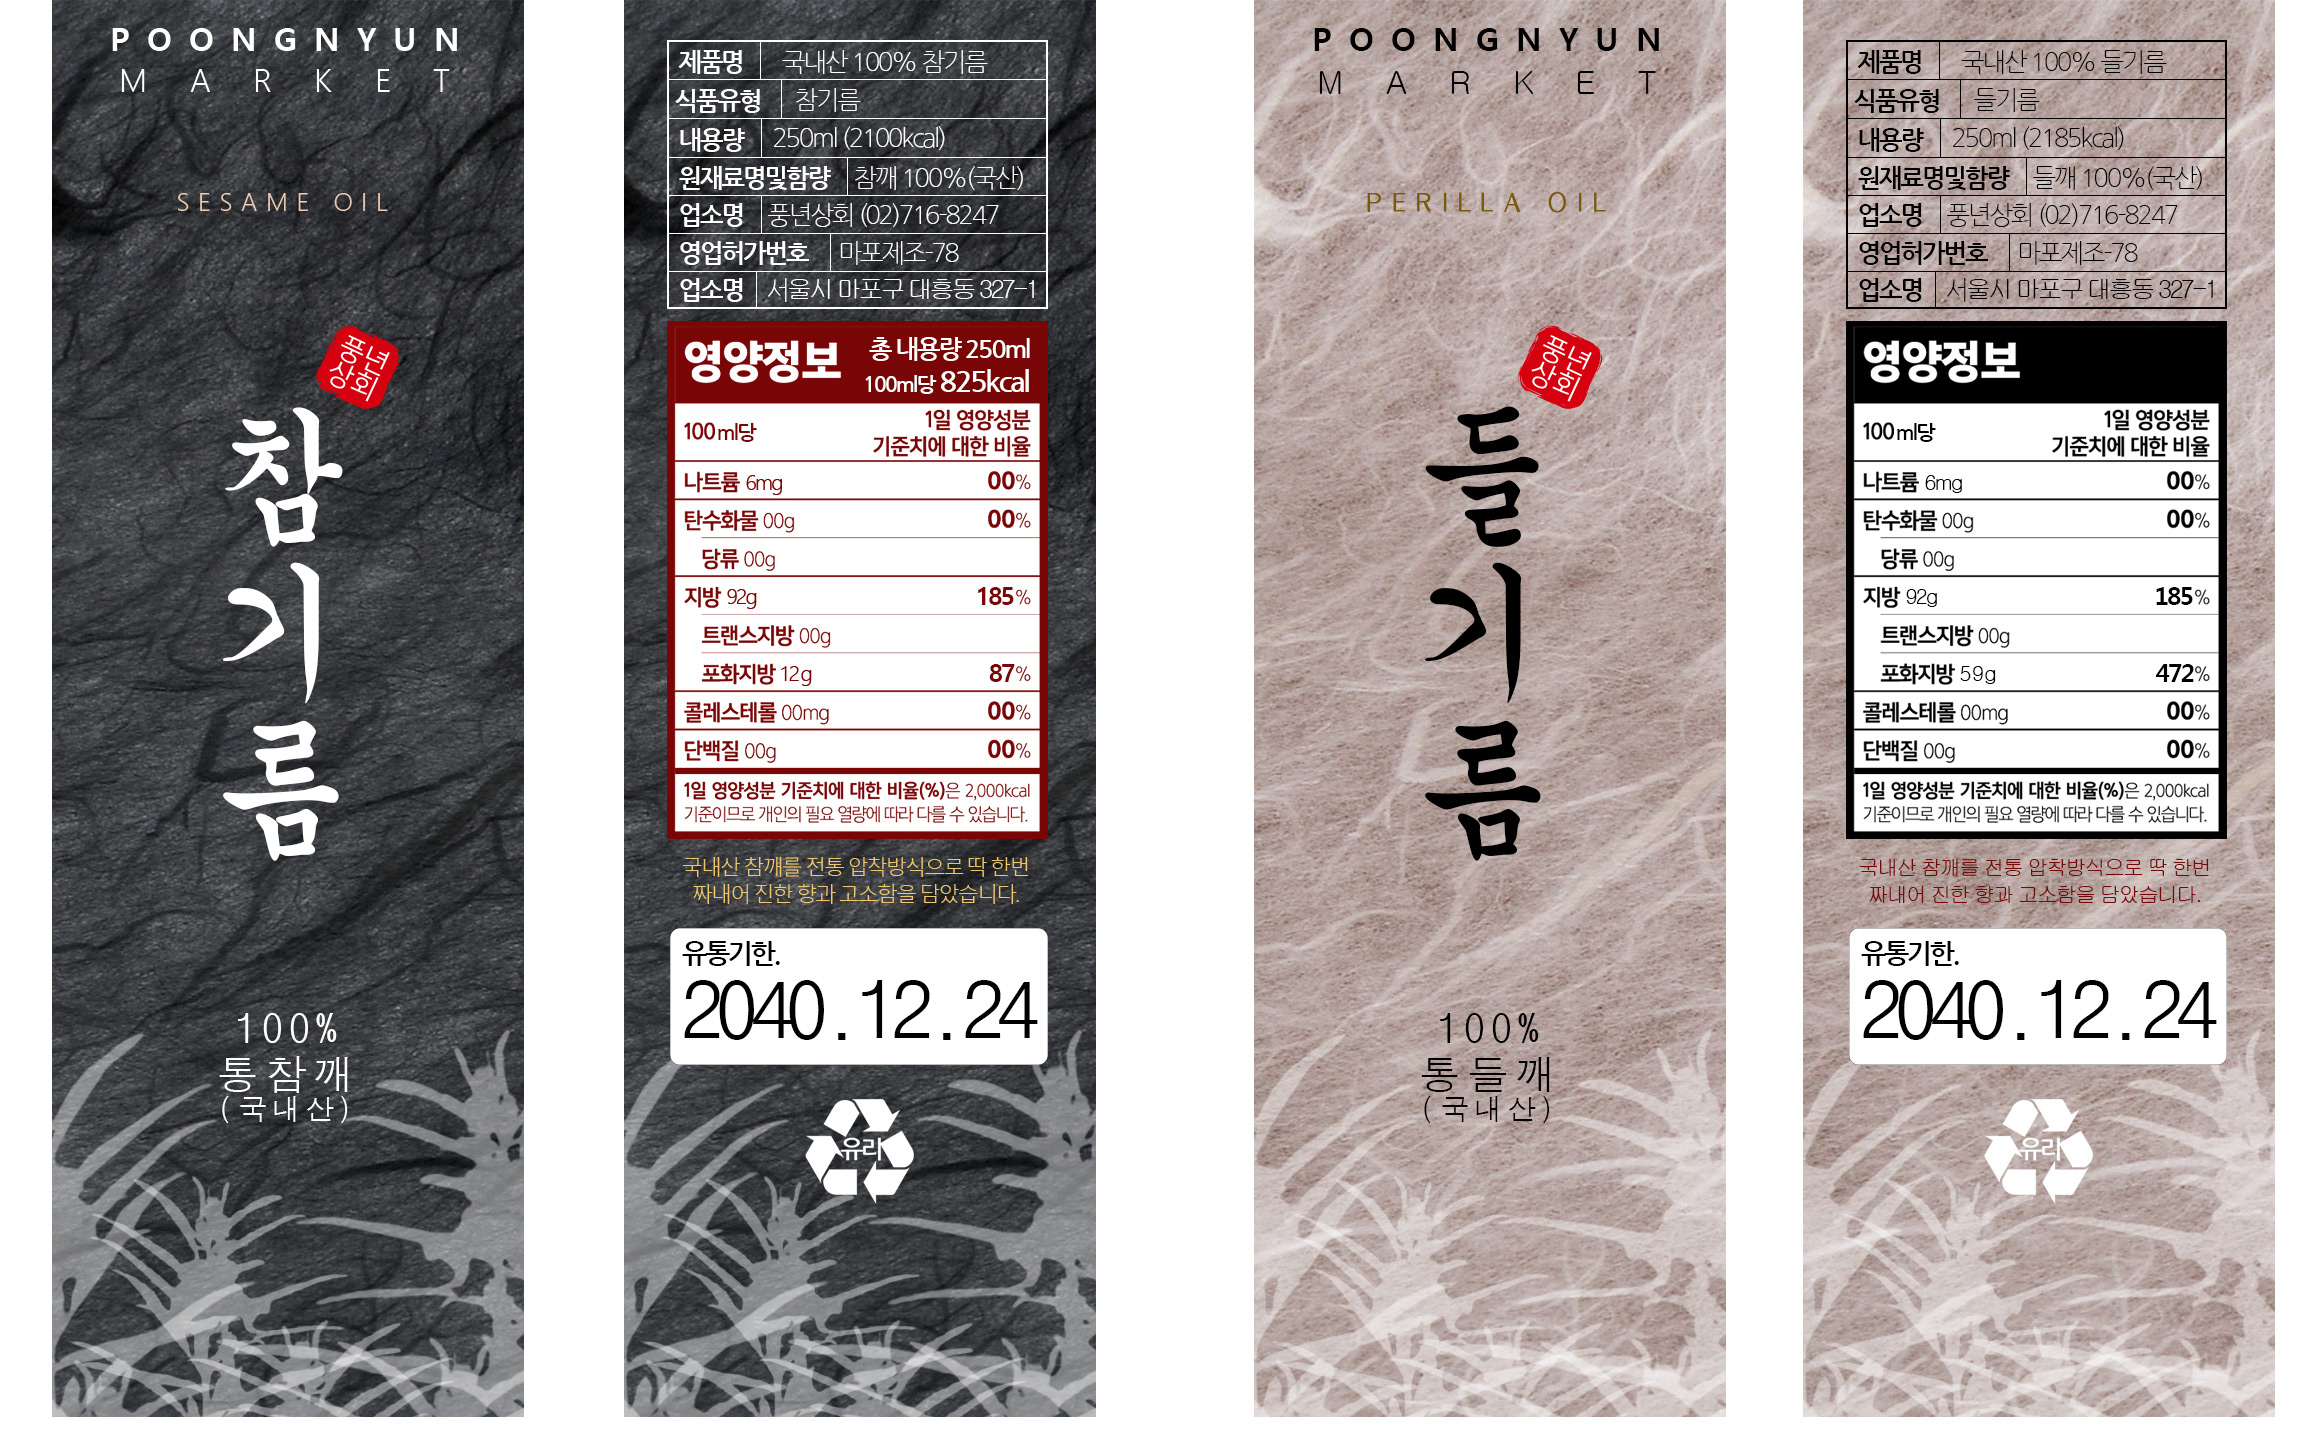 POONGNYUN
MARKET
SESAME OIL
풍년
상회
참기름
100%
통참깨
(국내산)
제품명 국내산 100% 참기름
식품유형 참기름
내용량 250ml (2100kcal)
원재료명및함량 참깨 100%(국산)
업소명 풍년상회 (02)716-8247
영업허가번호 마포제조-78
업소명 서울시 마포구 대흥동 327-1
영양정보 총 내용량 250ml
100ml당 825kcal
100ml당 1일 영양성분
기준치에 대한 비율
나트륨 6mg 00%
탄수화물 00g 00%
당류 00g
지방 92g 185%
트랜스지방 00g
포화지방 12g 87%
콜레스테롤 00mg 00%
단백질 00g 00%
1일 영양성분 기준치에 대한 비율(%)은 2,000kcal
기준이므로 개인의 필요 열량에 따라 다를 수 있습니다.
국내산 참깨를 전통 압착방식으로 딱 한번
짜내어 진한 향과 고소함을 담았습니다.
유통기한.
2040.12.24
유리
POONGNYUN
MARKET
PERILLA OIL
풍년
상회
들기름
100%
통들깨
(국내산)
제품명 국내산 100% 들기름
식품유형 들기름
내용량 250ml (2185kcal)
원재료명및함량 들깨 100%(국산)
업소명 풍년상회 (02)716-8247
영업허가번호 마포제조-78
업소명 서울시 마포구 대흥동 327-1
영양정보
100ml당 1일 영양성분
기준치에 대한 비율
나트륨 6mg 00%
탄수화물 00g 00%
당류 00g
지방 92g 185%
트랜스지방 00g
포화지방 59g 472%
콜레스테롤 00mg 00%
단백질 00g 00%
1일 영양성분 기준치에 대한 비율(%)은 2,000kcal
기준이므로 개인의 필요 열량에 따라 다를 수 있습니다.
국내산 참깨를 전통 압착방식으로 딱 한번
짜내어 진한 향과 고소함을 담았습니다.
유통기한.
2040.12.24
유리